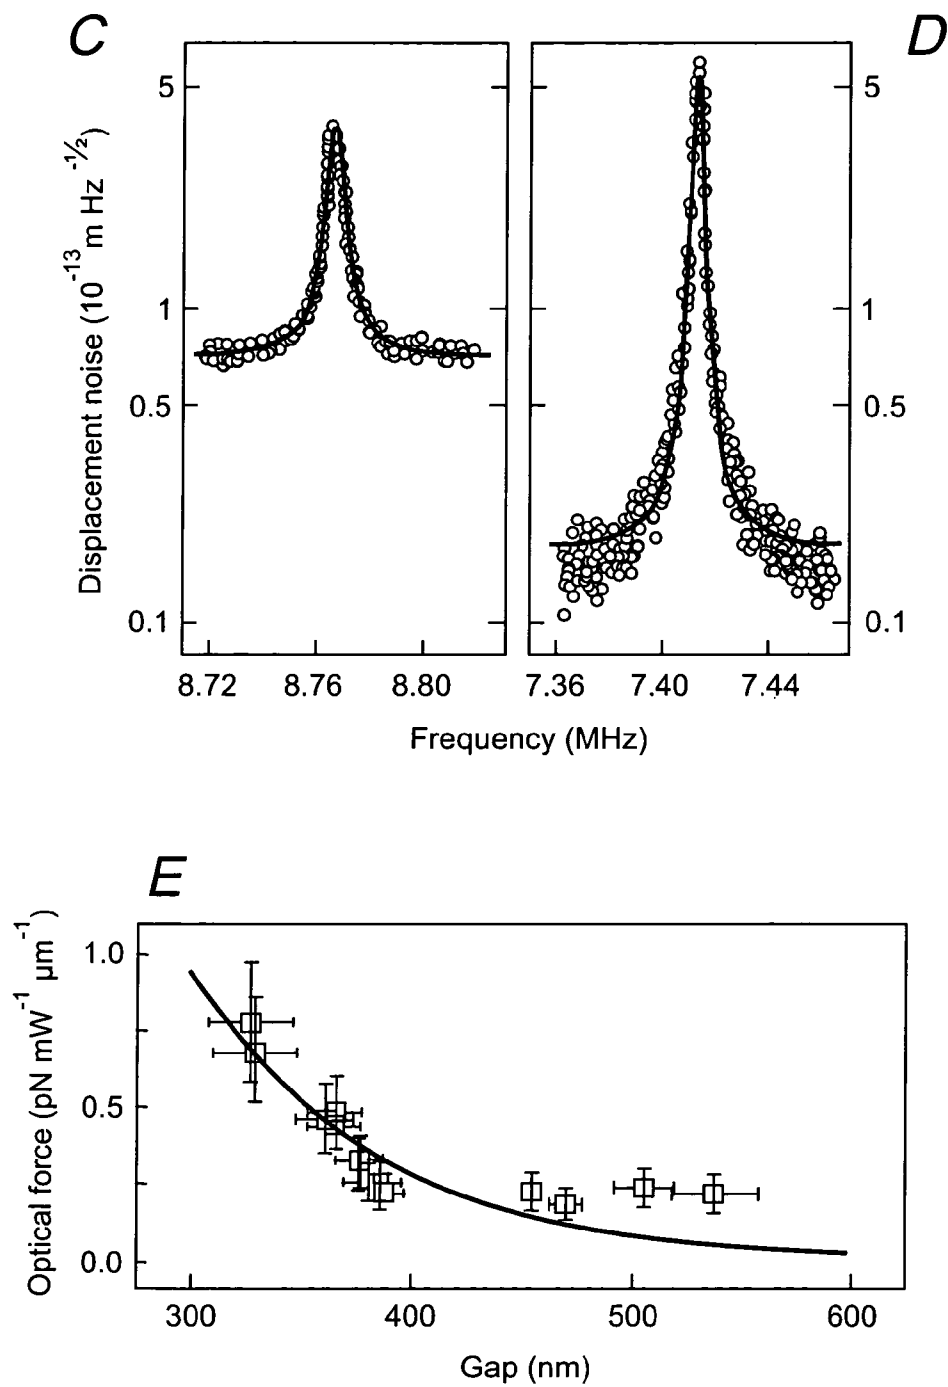 C
D
Displacement noise (10⁻¹³ m Hz⁻¹ᐟ²)
5
1
0.5
0.1
5
1
0.5
0.1
8.72 8.76 8.80 7.36 7.40 7.44
Frequency (MHz)
E
Optical force (pN mW⁻¹ µm⁻¹)
1.0
0.5
0.0
300 400 500 600
Gap (nm)